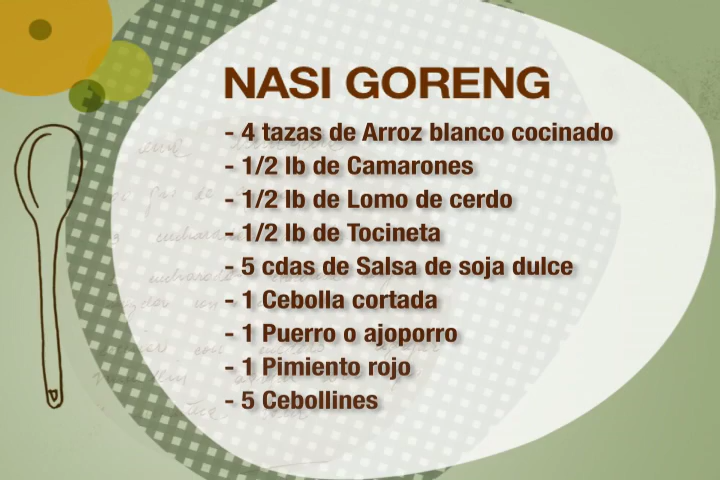 NASI GORENG
- 4 tazas de Arroz blanco cocinado
- 1/2 lb de Camarones
- 1/2 lb de Lomo de cerdo
- 1/2 lb de Tocineta
- 5 cdas de Salsa de soja dulce
- 1 Cebolla cortada
- 1 Puerro o ajoporro
- 1 Pimiento rojo
- 5 Cebollines